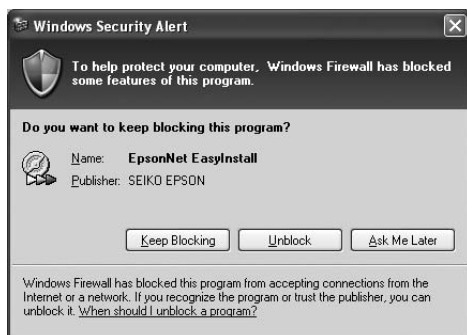 Windows Security Alert
To help protect your computer, Windows Firewall has blocked
some features of this program.
Do you want to keep blocking this program?
Name: EpsonNet EasyInstall
Publisher: SEIKO EPSON
Keep Blocking Unblock Ask Me Later
Windows Firewall has blocked this program from accepting connections from the
Internet or a network. If you recognize the program or trust the publisher, you can
unblock it. When should I unblock a program?